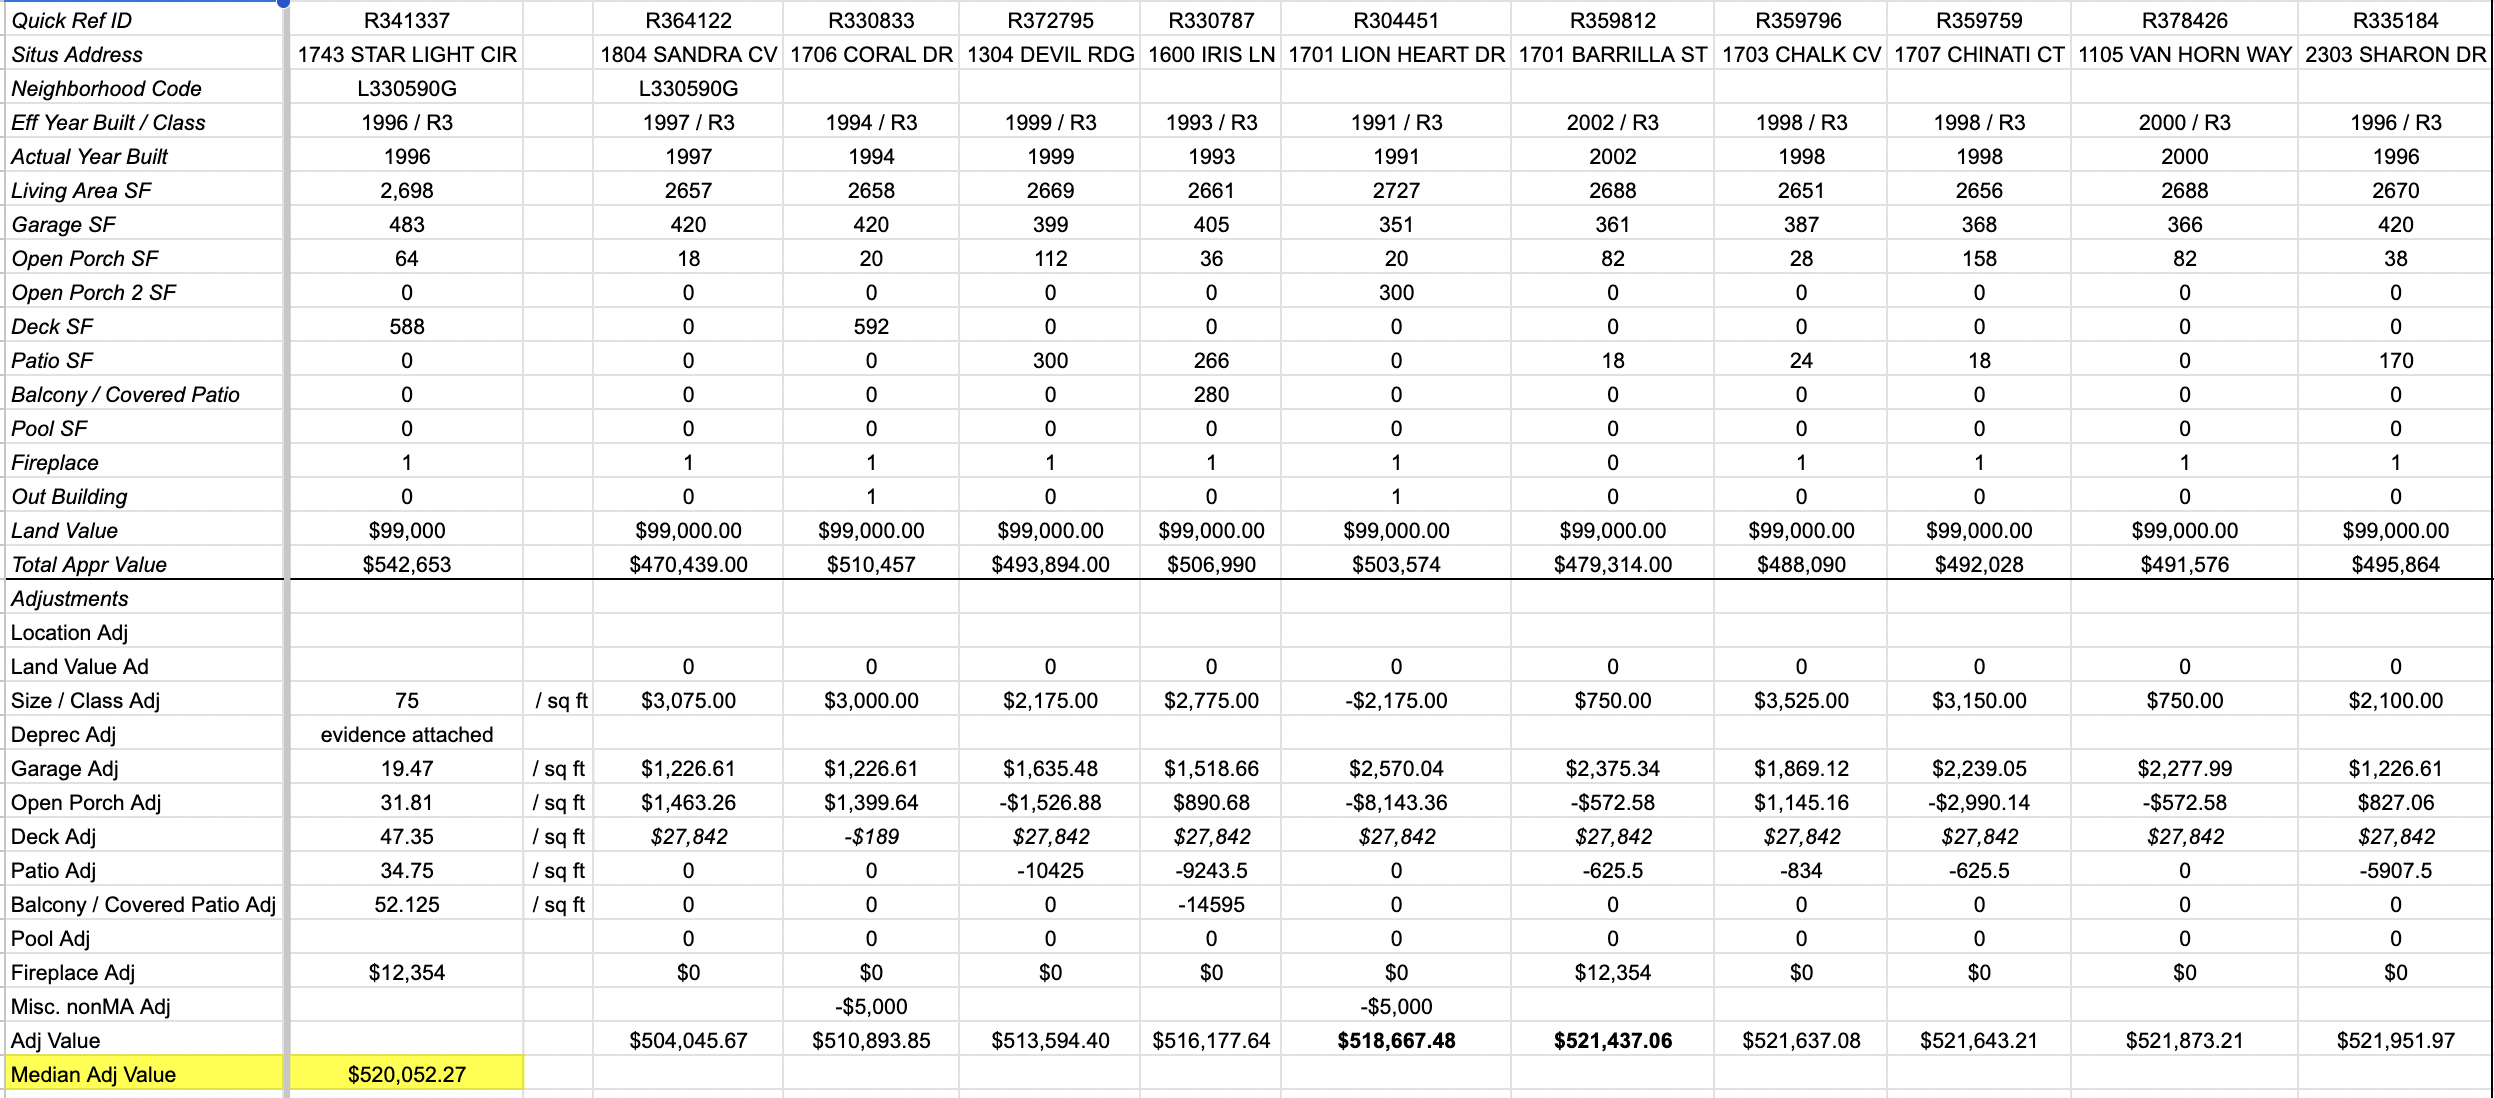 Quick Ref ID R341337 R364122 R330833 R372795 R330787 R304451 R359812 R359796 R359759 R378426 R335184
Situs Address 1743 STAR LIGHT CIR 1804 SANDRA CV 1706 CORAL DR 1304 DEVIL RDG 1600 IRIS LN 1701 LION HEART DR 1701 BARRILLA ST 1703 CHALK CV 1707 CHINATI CT 1105 VAN HORN WAY 2303 SHARON DR
Neighborhood Code L330590G L330590G
Eff Year Built / Class 1996 / R3 1997 / R3 1994 / R3 1999 / R3 1993 / R3 1991 / R3 2002 / R3 1998 / R3 1998 / R3 2000 / R3 1996 / R3
Actual Year Built 1996 1997 1994 1999 1993 1991 2002 1998 1998 2000 1996
Living Area SF 2,698 2657 2658 2669 2661 2727 2688 2651 2656 2688 2670
Garage SF 483 420 420 399 405 351 361 387 368 366 420
Open Porch SF 64 18 20 112 36 20 82 28 158 82 38
Open Porch 2 SF 0 0 0 0 0 300 0 0 0 0 0
Deck SF 588 0 592 0 0 0 0 0 0 0 0
Patio SF 0 0 0 300 266 0 18 24 18 0 170
Balcony / Covered Patio 0 0 0 0 280 0 0 0 0 0 0
Pool SF 0 0 0 0 0 0 0 0 0 0 0
Fireplace 1 1 1 1 1 1 0 1 1 1 1
Out Building 0 0 1 0 0 1 0 0 0 0 0
Land Value $99,000 $99,000.00 $99,000.00 $99,000.00 $99,000.00 $99,000.00 $99,000.00 $99,000.00 $99,000.00 $99,000.00 $99,000.00
Total Appr Value $542,653 $470,439.00 $510,457 $493,894.00 $506,990 $503,574 $479,314.00 $488,090 $492,028 $491,576 $495,864
Adjustments
Location Adj
Land Value Ad 0 0 0 0 0 0 0 0 0 0
Size / Class Adj 75 / sq ft $3,075.00 $3,000.00 $2,175.00 $2,775.00 -$2,175.00 $750.00 $3,525.00 $3,150.00 $750.00 $2,100.00
Deprec Adj evidence attached
Garage Adj 19.47 / sq ft $1,226.61 $1,226.61 $1,635.48 $1,518.66 $2,570.04 $2,375.34 $1,869.12 $2,239.05 $2,277.99 $1,226.61
Open Porch Adj 31.81 / sq ft $1,463.26 $1,399.64 -$1,526.88 $890.68 -$8,143.36 -$572.58 $1,145.16 -$2,990.14 -$572.58 $827.06
Deck Adj 47.35 / sq ft $27,842 -$189 $27,842 $27,842 $27,842 $27,842 $27,842 $27,842 $27,842 $27,842
Patio Adj 34.75 / sq ft 0 0 -10425 -9243.5 0 -625.5 -834 -625.5 0 -5907.5
Balcony / Covered Patio Adj 52.125 / sq ft 0 0 0 -14595 0 0 0 0 0 0
Pool Adj 0 0 0 0 0 0 0 0 0 0
Fireplace Adj $12,354 $0 $0 $0 $0 $0 $12,354 $0 $0 $0 $0
Misc. nonMA Adj -$5,000 -$5,000
Adj Value $504,045.67 $510,893.85 $513,594.40 $516,177.64 $518,667.48 $521,437.06 $521,637.08 $521,643.21 $521,873.21 $521,951.97
Median Adj Value $520,052.27